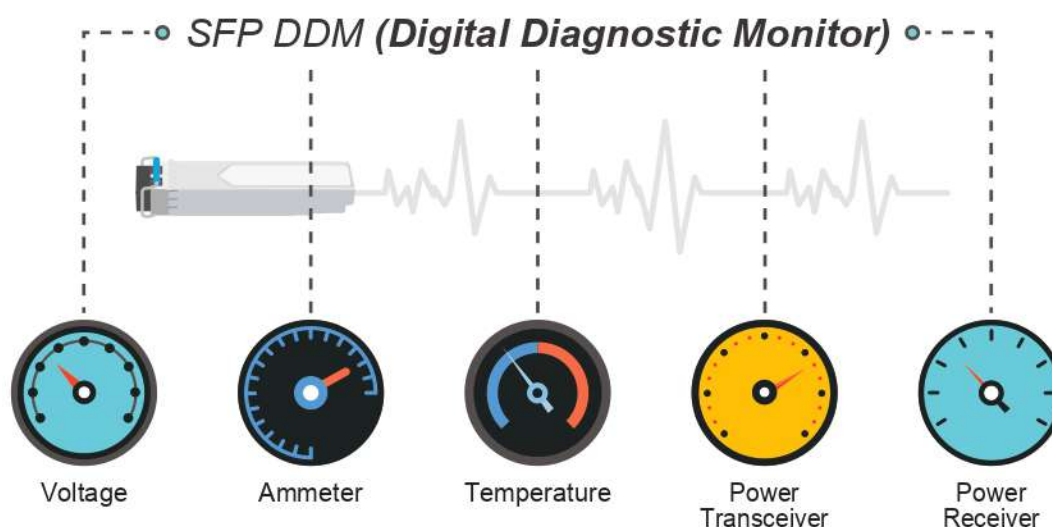 SFP DDM (Digital Diagnostic Monitor)
Voltage
Ammeter
Temperature
Power
Transceiver
Power
Receiver